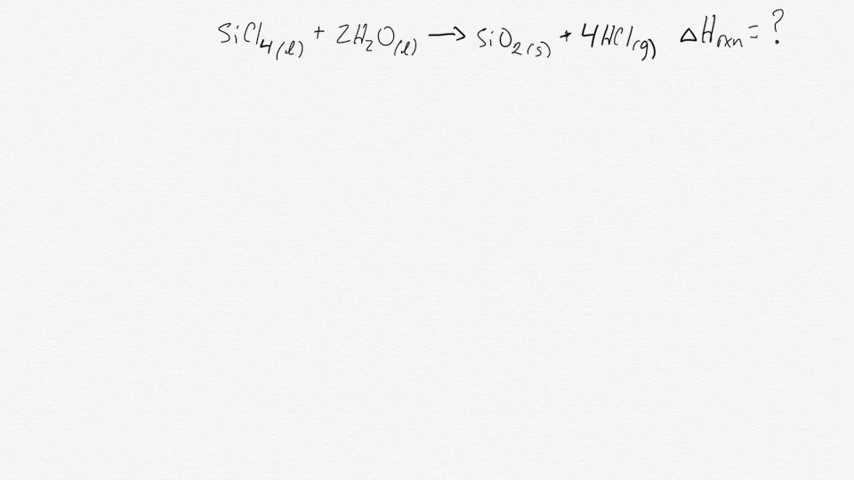 SiCl₄(l) + 2H₂O(l) → SiO₂(s) + 4HCl(g) ΔHrxn = ?